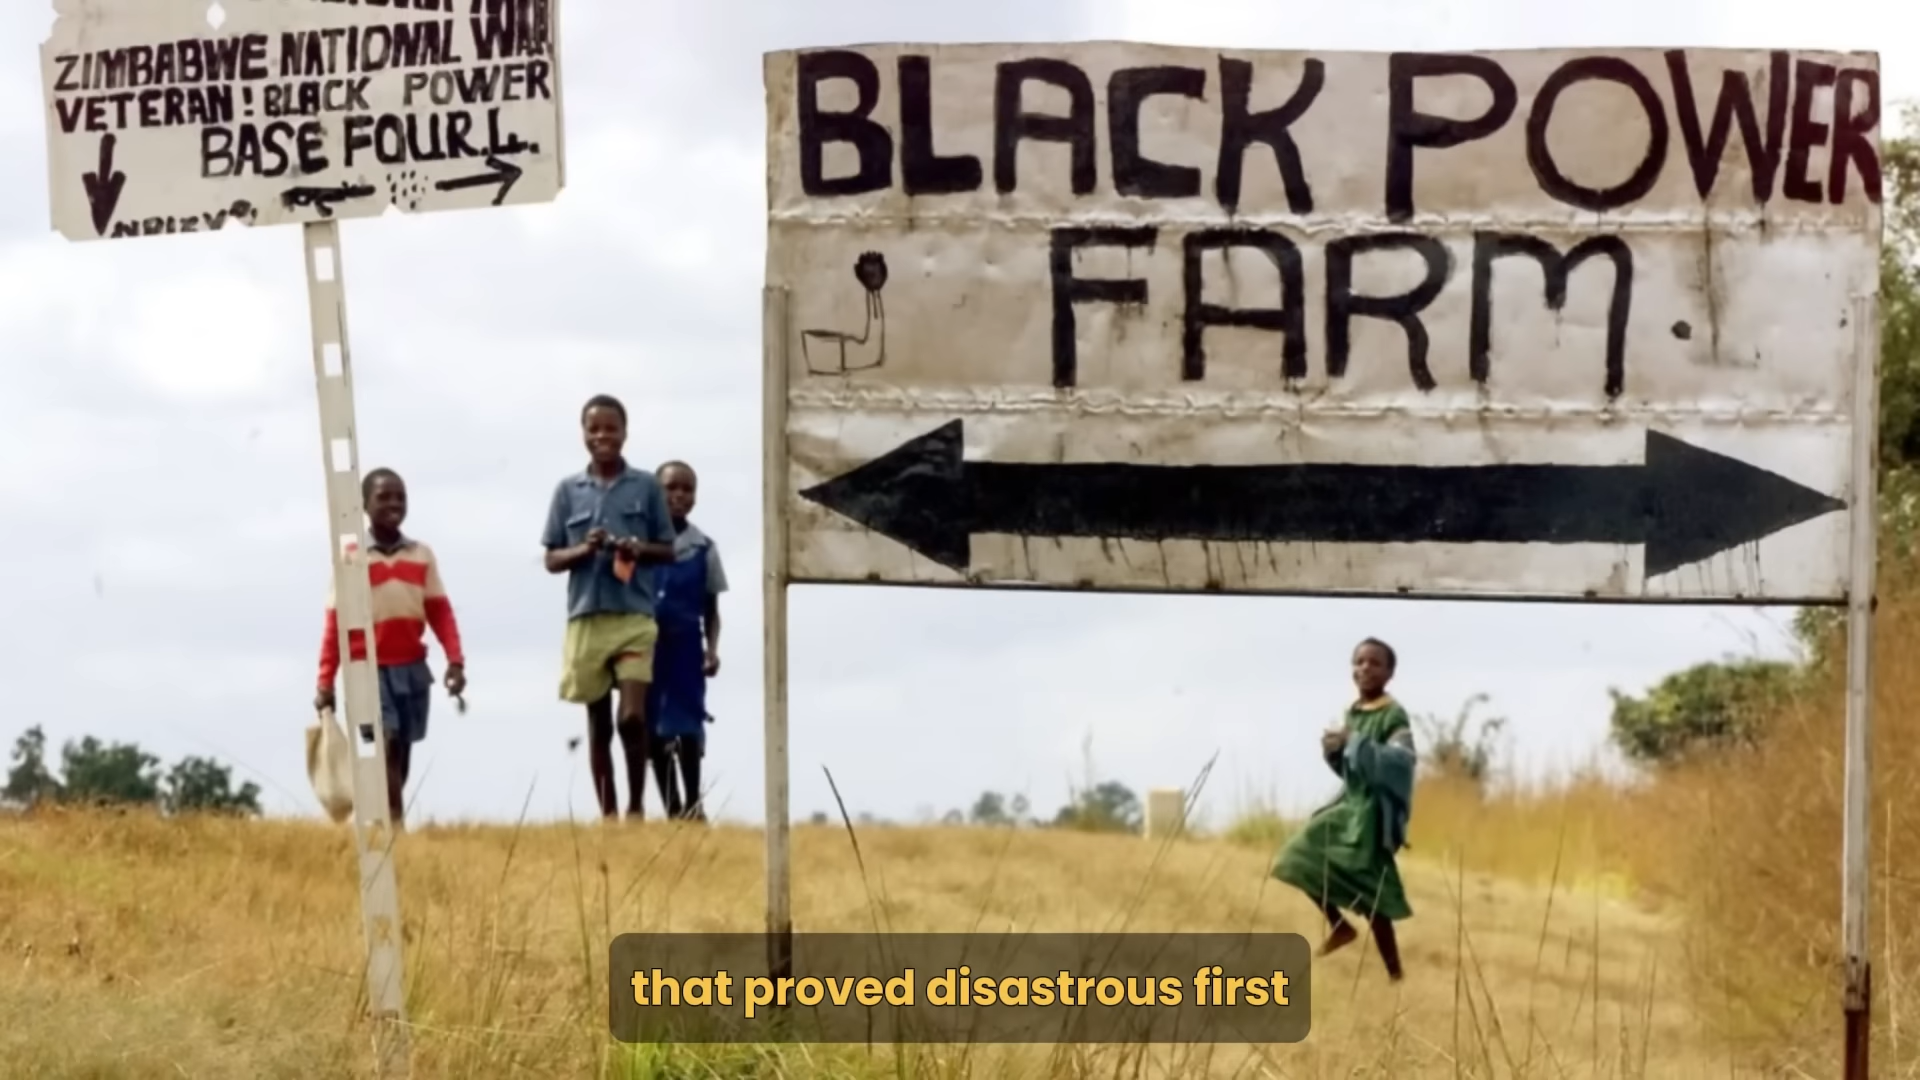 ZIMBABWE NATIONAL WAR
VETERAN! BLACK POWER
BASE FOUR.L.
BLACK POWER
FARM.
that proved disastrous first